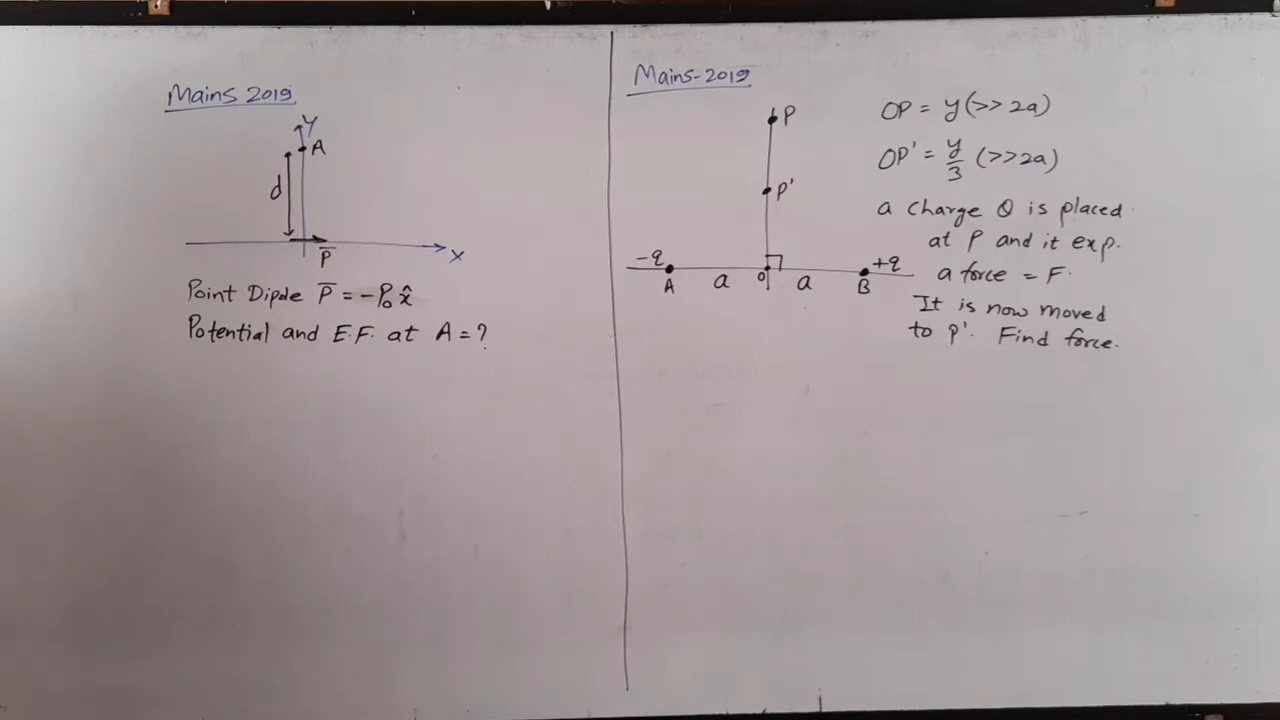 Mains 2019
Y
A
d
P̅
x
Point Dipole P̅ = -P₀ x̂
Potential and E.F. at A = ?
Mains-2019
P
P'
-q
+q
A
a
O
a
B
OP = y (>> 2a)
OP' = y/3 (>> 2a)
a charge Q is placed
at P and it exp.
a force = F.
It is now moved
to P'. Find force.